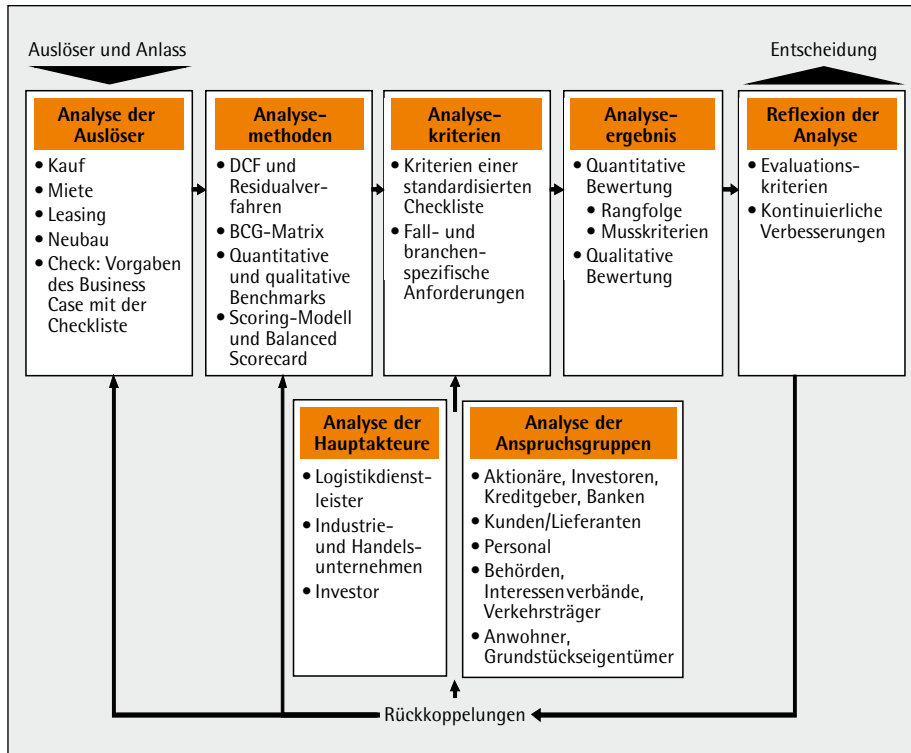 Auslöser und Anlass
Entscheidung
Analyse der
Auslöser
• Kauf
• Miete
• Leasing
• Neubau
• Check: Vorgaben
des Business
Case mit der
Checkliste
Analyse-
methoden
• DCF und
Residualver-
fahren
• BCG-Matrix
• Quantitative
und qualitative
Benchmarks
• Scoring-Modell
und Balanced
Scorecard
Analyse-
kriterien
• Kriterien einer
standardisierten
Checkliste
• Fall- und
branchen-
spezifische
Anforderungen
Analyse-
ergebnis
• Quantitative
Bewertung
• Rangfolge
• Musskriterien
• Qualitative
Bewertung
Reflexion der
Analyse
• Evaluations-
kriterien
• Kontinuierliche
Verbesserungen
Analyse der
Hauptakteure
• Logistikdienst-
leister
• Industrie-
und Handels-
unternehmen
• Investor
Analyse der
Anspruchsgruppen
• Aktionäre, Investoren,
Kreditgeber, Banken
• Kunden/Lieferanten
• Personal
• Behörden,
Interessenverbände,
Verkehrsträger
• Anwohner,
Grundstückseigentümer
Rückkoppelungen